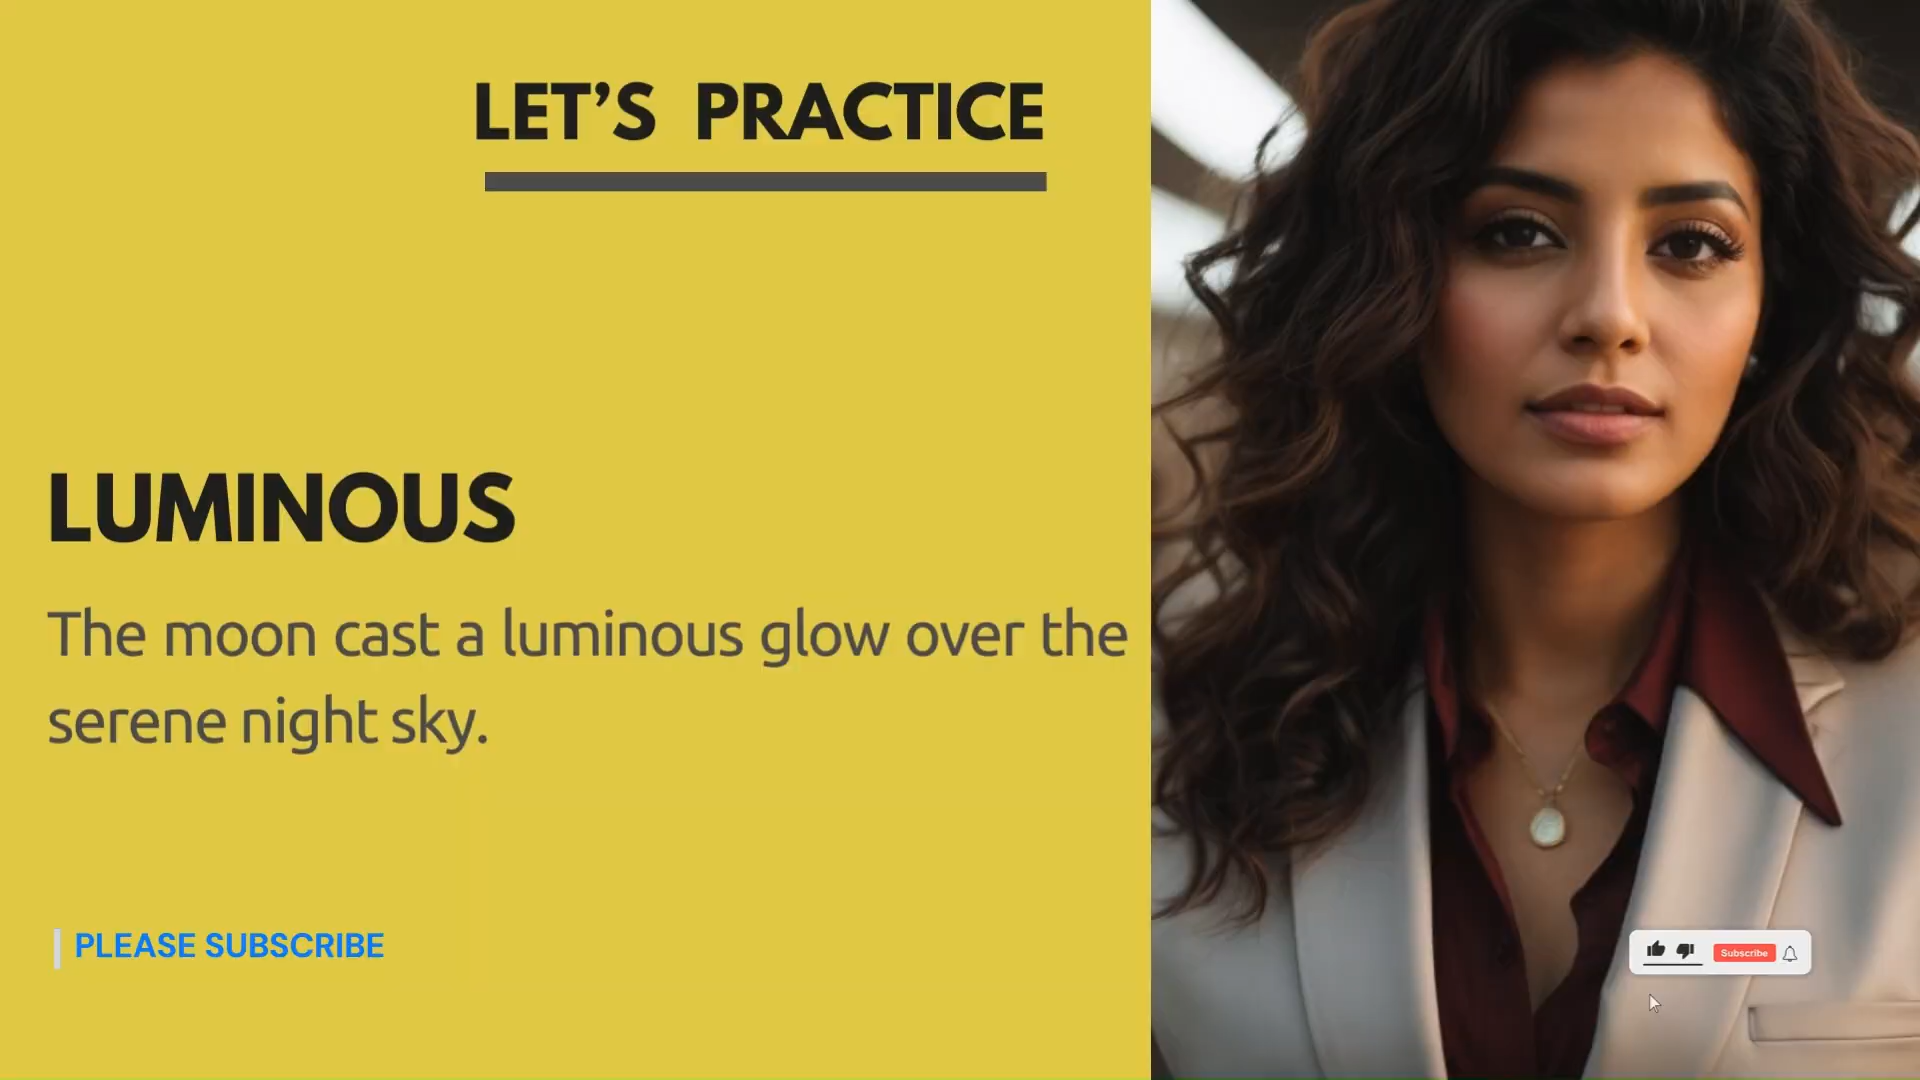 LET’S PRACTICE
LUMINOUS
The moon cast a luminous glow over the
serene night sky.
PLEASE SUBSCRIBE
Subscribe